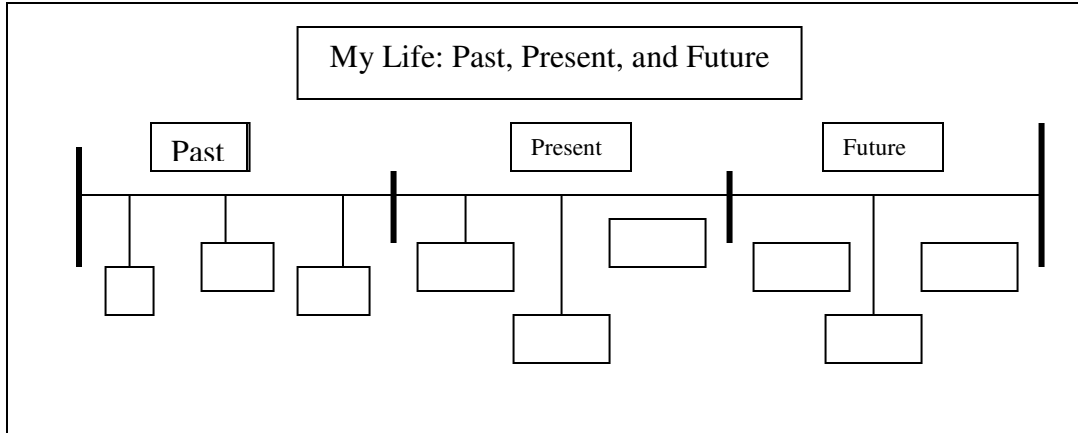 My Life: Past, Present, and Future
Past
Present
Future